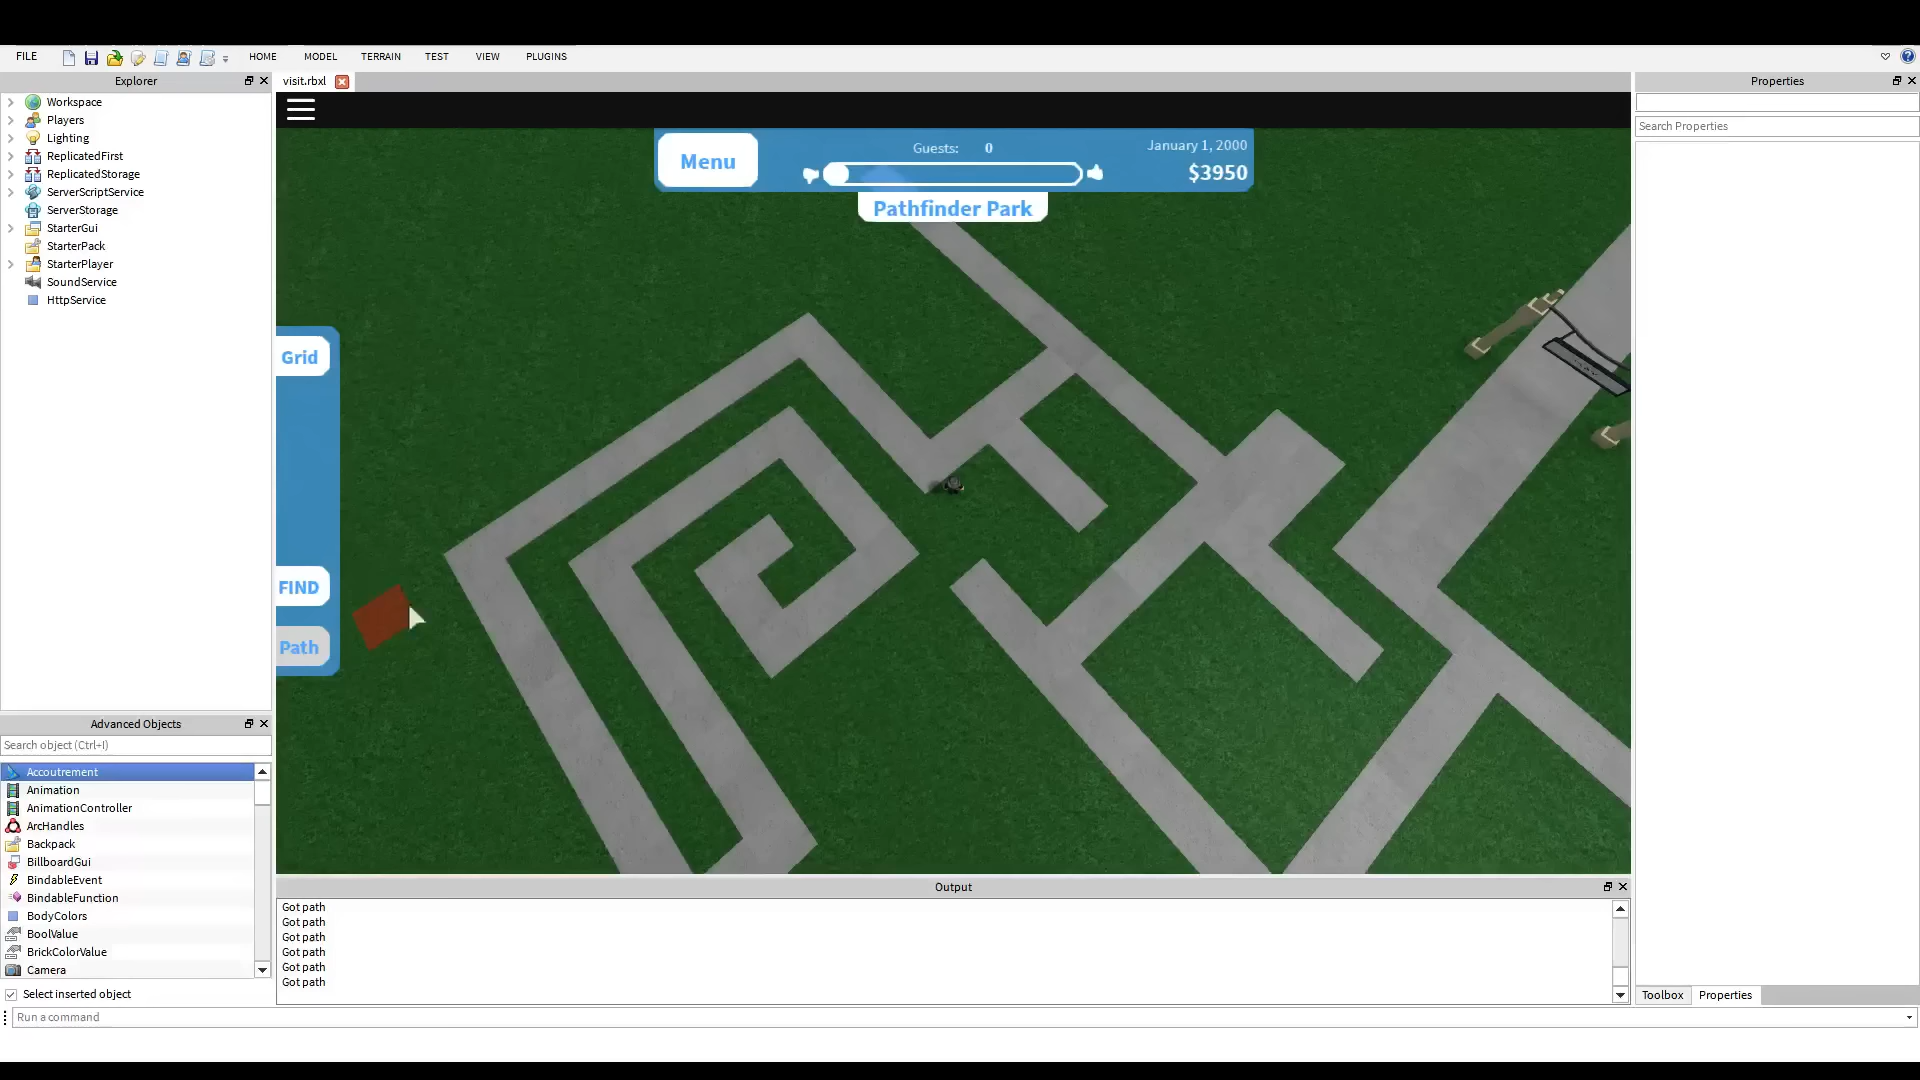 FILE
HOME
MODEL
TERRAIN
TEST
VIEW
PLUGINS
Explorer
visit.rbxl
Properties
Workspace
Players
Lighting
ReplicatedFirst
ReplicatedStorage
ServerScriptService
ServerStorage
StarterGui
StarterPack
StarterPlayer
SoundService
HttpService
Menu
Guests: 0
January 1, 2000
$3950
Pathfinder Park
Grid
FIND
Path
Search Properties
Advanced Objects
Search object (Ctrl+I)
Accoutrement
Animation
AnimationController
ArcHandles
Backpack
BillboardGui
BindableEvent
BindableFunction
BodyColors
BoolValue
BrickColorValue
Camera
Select inserted object
Output
Got path
Got path
Got path
Got path
Got path
Got path
Toolbox
Properties
Run a command